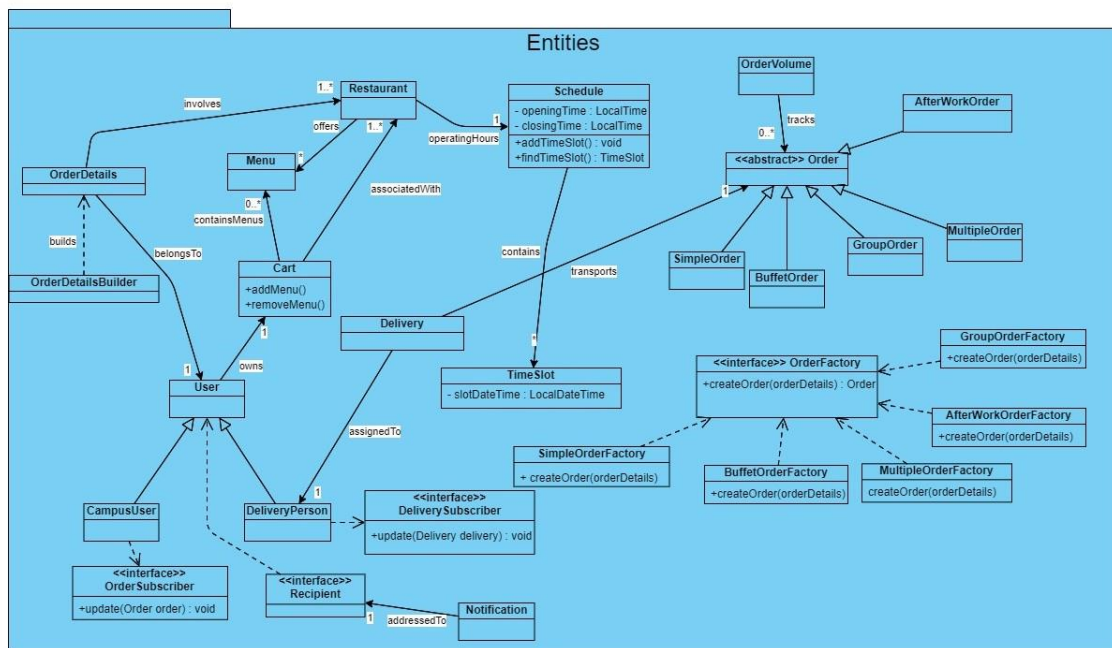 Entities
OrderVolume
tracks
0..*
AfterWorkOrder
<<abstract>> Order
1
SimpleOrder
BuffetOrder
GroupOrder
MultipleOrder
1..*
Restaurant
1..*
involves
offers
*
Menu
operatingHours
1
Schedule
- openingTime : LocalTime
- closingTime : LocalTime
+addTimeSlot() : void
+findTimeSlot() : TimeSlot
OrderDetails
builds
OrderDetailsBuilder
belongsTo
1
0..*
containsMenus
associatedWith
Cart
+addMenu()
+removeMenu()
1
owns
contains
*
transports
Delivery
TimeSlot
- slotDateTime : LocalDateTime
User
assignedTo
1
CampusUser
DeliveryPerson
<<interface>>
DeliverySubscriber
+update(Delivery delivery) : void
<<interface>>
OrderSubscriber
+update(Order order) : void
<<interface>>
Recipient
1
addressedTo
Notification
<<interface>> OrderFactory
+createOrder(orderDetails) : Order
GroupOrderFactory
+createOrder(orderDetails)
AfterWorkOrderFactory
+createOrder(orderDetails)
SimpleOrderFactory
+ createOrder(orderDetails)
BuffetOrderFactory
+createOrder(orderDetails)
MultipleOrderFactory
createOrder(orderDetails)